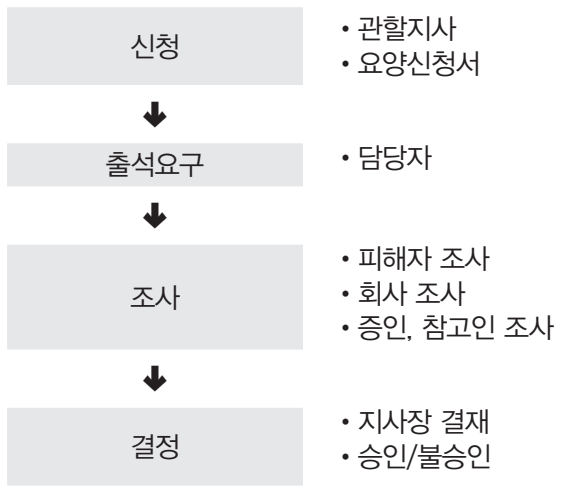 신청
• 관할지사
• 요양신청서
출석요구
• 담당자
조사
• 피해자 조사
• 회사 조사
• 증인, 참고인 조사
결정
• 지사장 결재
• 승인/불승인